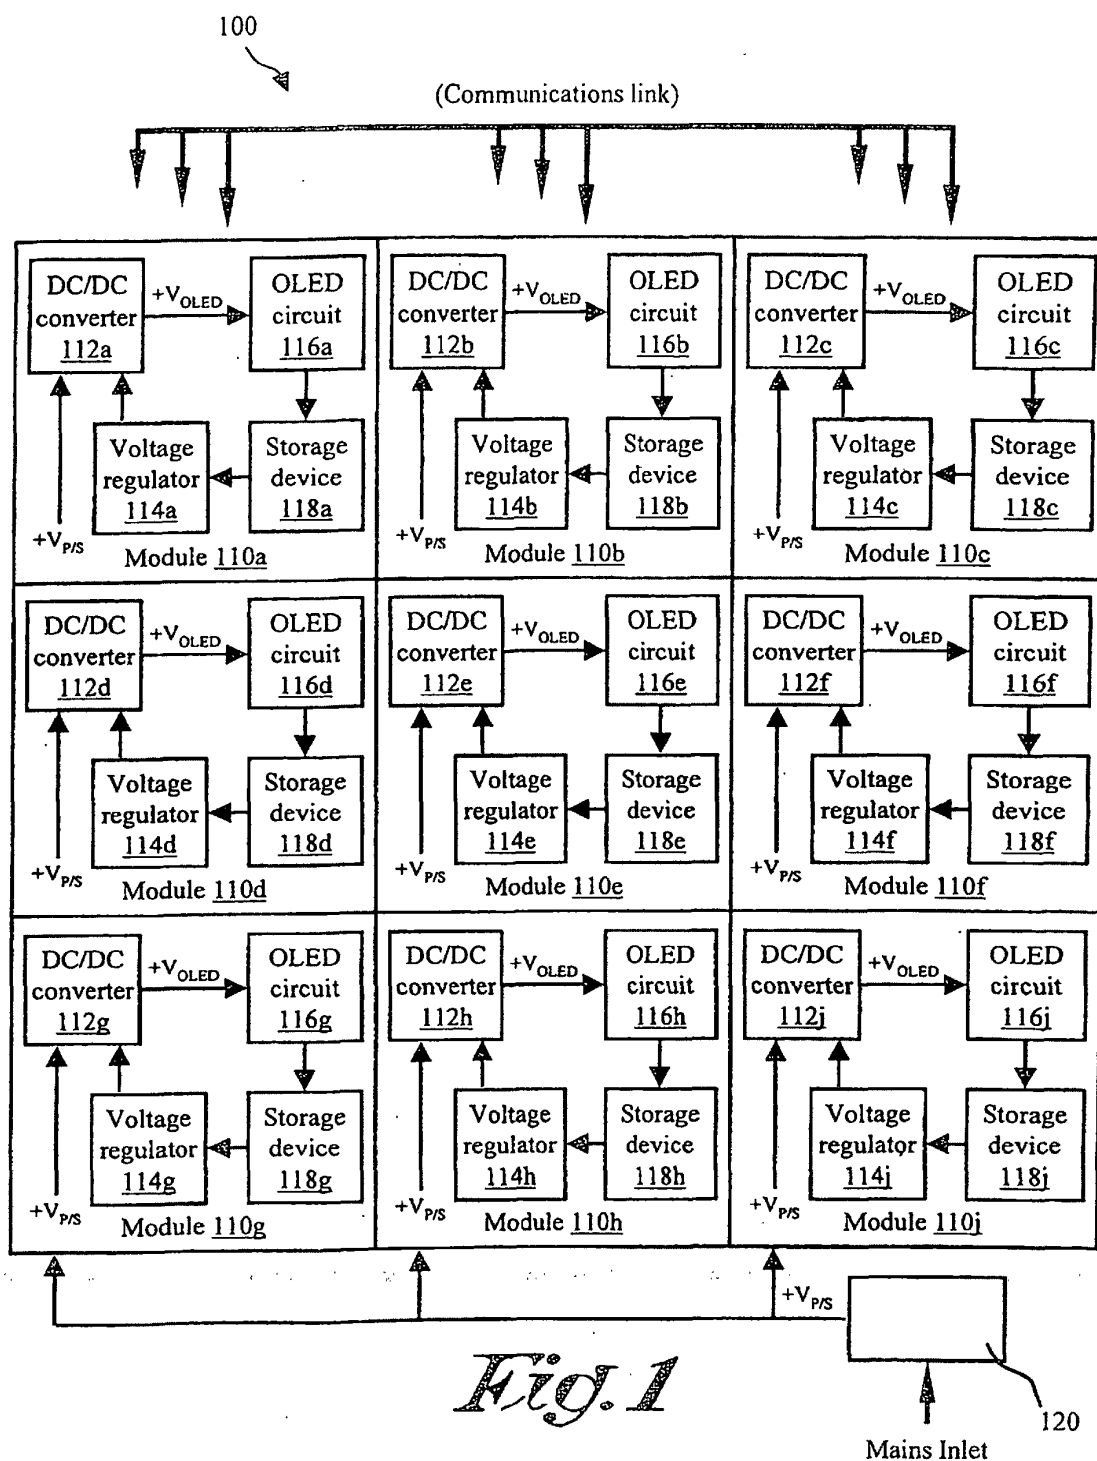 100
(Communications link)
DC/DC converter 112a
+VOLED
OLED circuit 116a
Voltage regulator 114a
Storage device 118a
+VP/S
Module 110a
DC/DC converter 112b
+VOLED
OLED circuit 116b
Voltage regulator 114b
Storage device 118b
+VP/S
Module 110b
DC/DC converter 112c
+VOLED
OLED circuit 116c
Voltage regulator 114c
Storage device 118c
+VP/S
Module 110c
DC/DC converter 112d
+VOLED
OLED circuit 116d
Voltage regulator 114d
Storage device 118d
+VP/S
Module 110d
DC/DC converter 112e
+VOLED
OLED circuit 116e
Voltage regulator 114e
Storage device 118e
+VP/S
Module 110e
DC/DC converter 112f
+VOLED
OLED circuit 116f
Voltage regulator 114f
Storage device 118f
+VP/S
Module 110f
DC/DC converter 112g
+VOLED
OLED circuit 116g
Voltage regulator 114g
Storage device 118g
+VP/S
Module 110g
DC/DC converter 112h
+VOLED
OLED circuit 116h
Voltage regulator 114h
Storage device 118h
+VP/S
Module 110h
DC/DC converter 112j
+VOLED
OLED circuit 116j
Voltage regulator 114j
Storage device 118j
+VP/S
Module 110j
+VP/S
Fig. 1
120
Mains Inlet